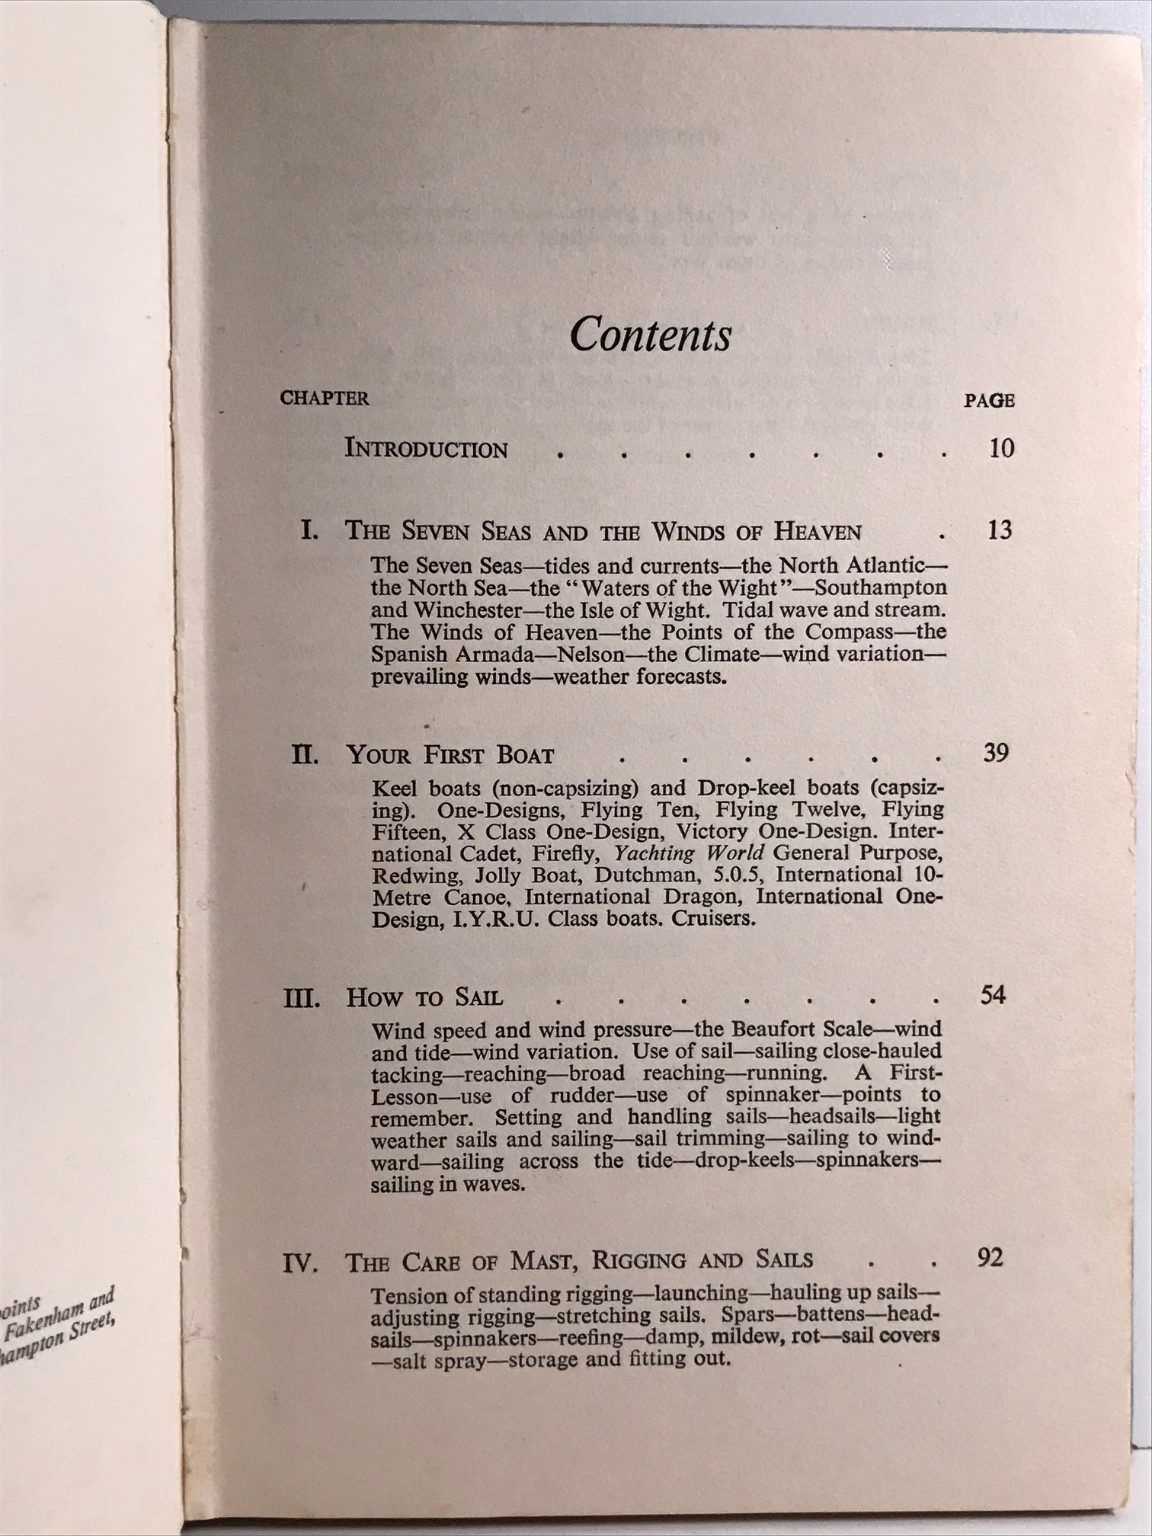 Contents
CHAPTER PAGE
INTRODUCTION . . . . . . . 10
I. THE SEVEN SEAS AND THE WINDS OF HEAVEN . 13
The Seven Seas—tides and currents—the North Atlantic—
the North Sea—the "Waters of the Wight"—Southampton
and Winchester—the Isle of Wight. Tidal wave and stream.
The Winds of Heaven—the Points of the Compass—the
Spanish Armada—Nelson—the Climate—wind variation—
prevailing winds—weather forecasts.
II. YOUR FIRST BOAT . . . . . . 39
Keel boats (non-capsizing) and Drop-keel boats (capsiz-
ing). One-Designs, Flying Ten, Flying Twelve, Flying
Fifteen, X Class One-Design, Victory One-Design. Inter-
national Cadet, Firefly, Yachting World General Purpose,
Redwing, Jolly Boat, Dutchman, 5.0.5, International 10-
Metre Canoe, International Dragon, International One-
Design, I.Y.R.U. Class boats. Cruisers.
III. HOW TO SAIL . . . . . . . 54
Wind speed and wind pressure—the Beaufort Scale—wind
and tide—wind variation. Use of sail—sailing close-hauled
tacking—reaching—broad reaching—running. A First-
Lesson—use of rudder—use of spinnaker—points to
remember. Setting and handling sails—headsails—light
weather sails and sailing—sail trimming—sailing to wind-
ward—sailing across the tide—drop-keels—spinnakers—
sailing in waves.
IV. THE CARE OF MAST, RIGGING AND SAILS . . 92
Tension of standing rigging—launching—hauling up sails—
adjusting rigging—stretching sails. Spars—battens—head-
sails—spinnakers—reefing—damp, mildew, rot—sail covers
—salt spray—storage and fitting out.
oints
Fakenham and
hampton Street,